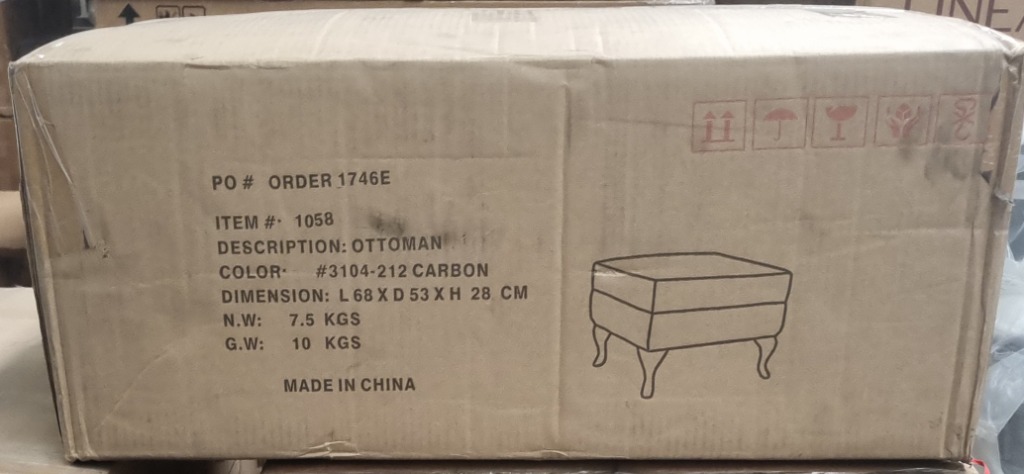 PO # ORDER 1746E
ITEM #: 1058
DESCRIPTION: OTTOMAN
COLOR: #3104-212 CARBON
DIMENSION: L 68 X D 53 X H 28 CM
N.W: 7.5 KGS
G.W: 10 KGS
MADE IN CHINA